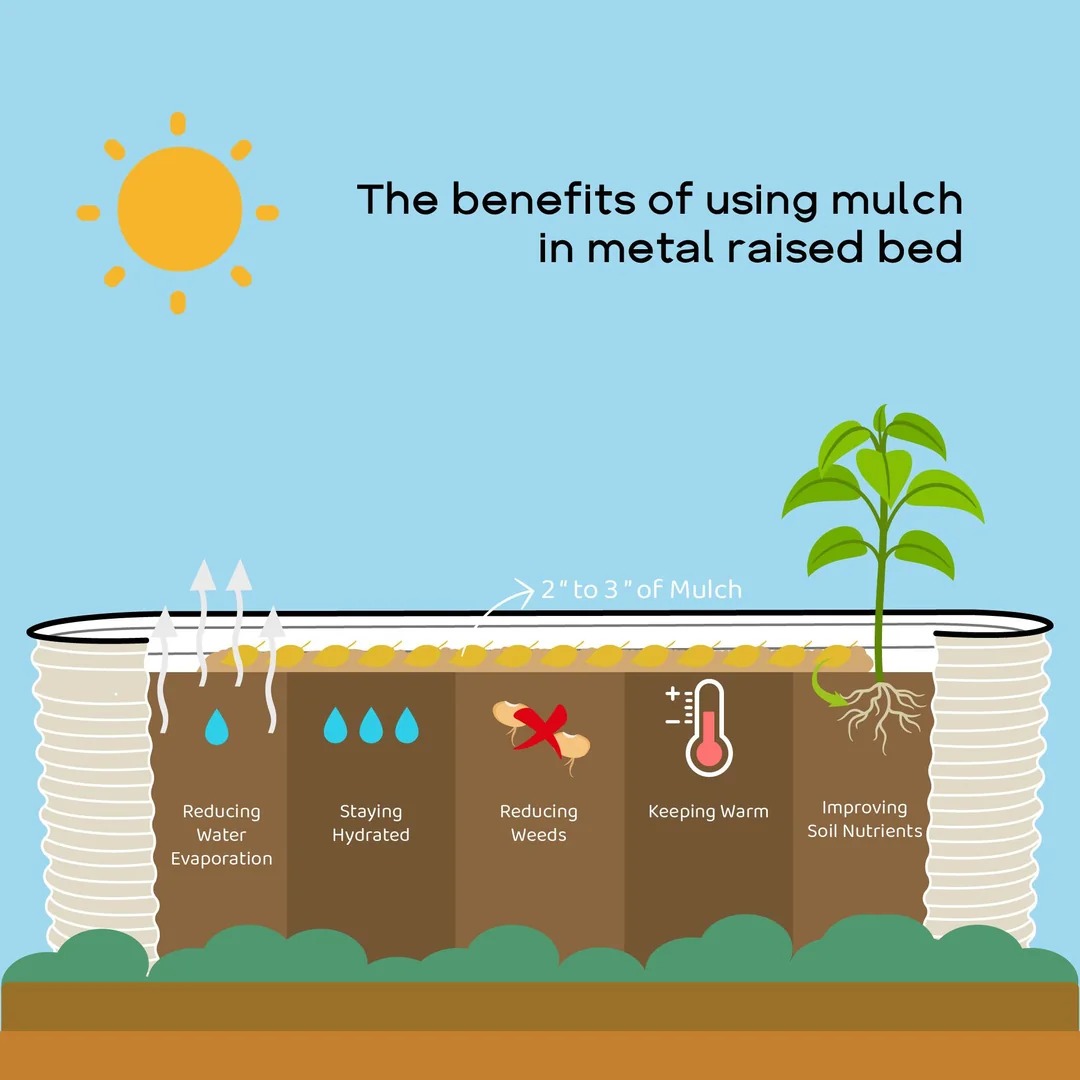 The benefits of using mulch
in metal raised bed
2" to 3" of Mulch
Reducing
Water
Evaporation
Staying
Hydrated
Reducing
Weeds
Keeping Warm
Improving
Soil Nutrients